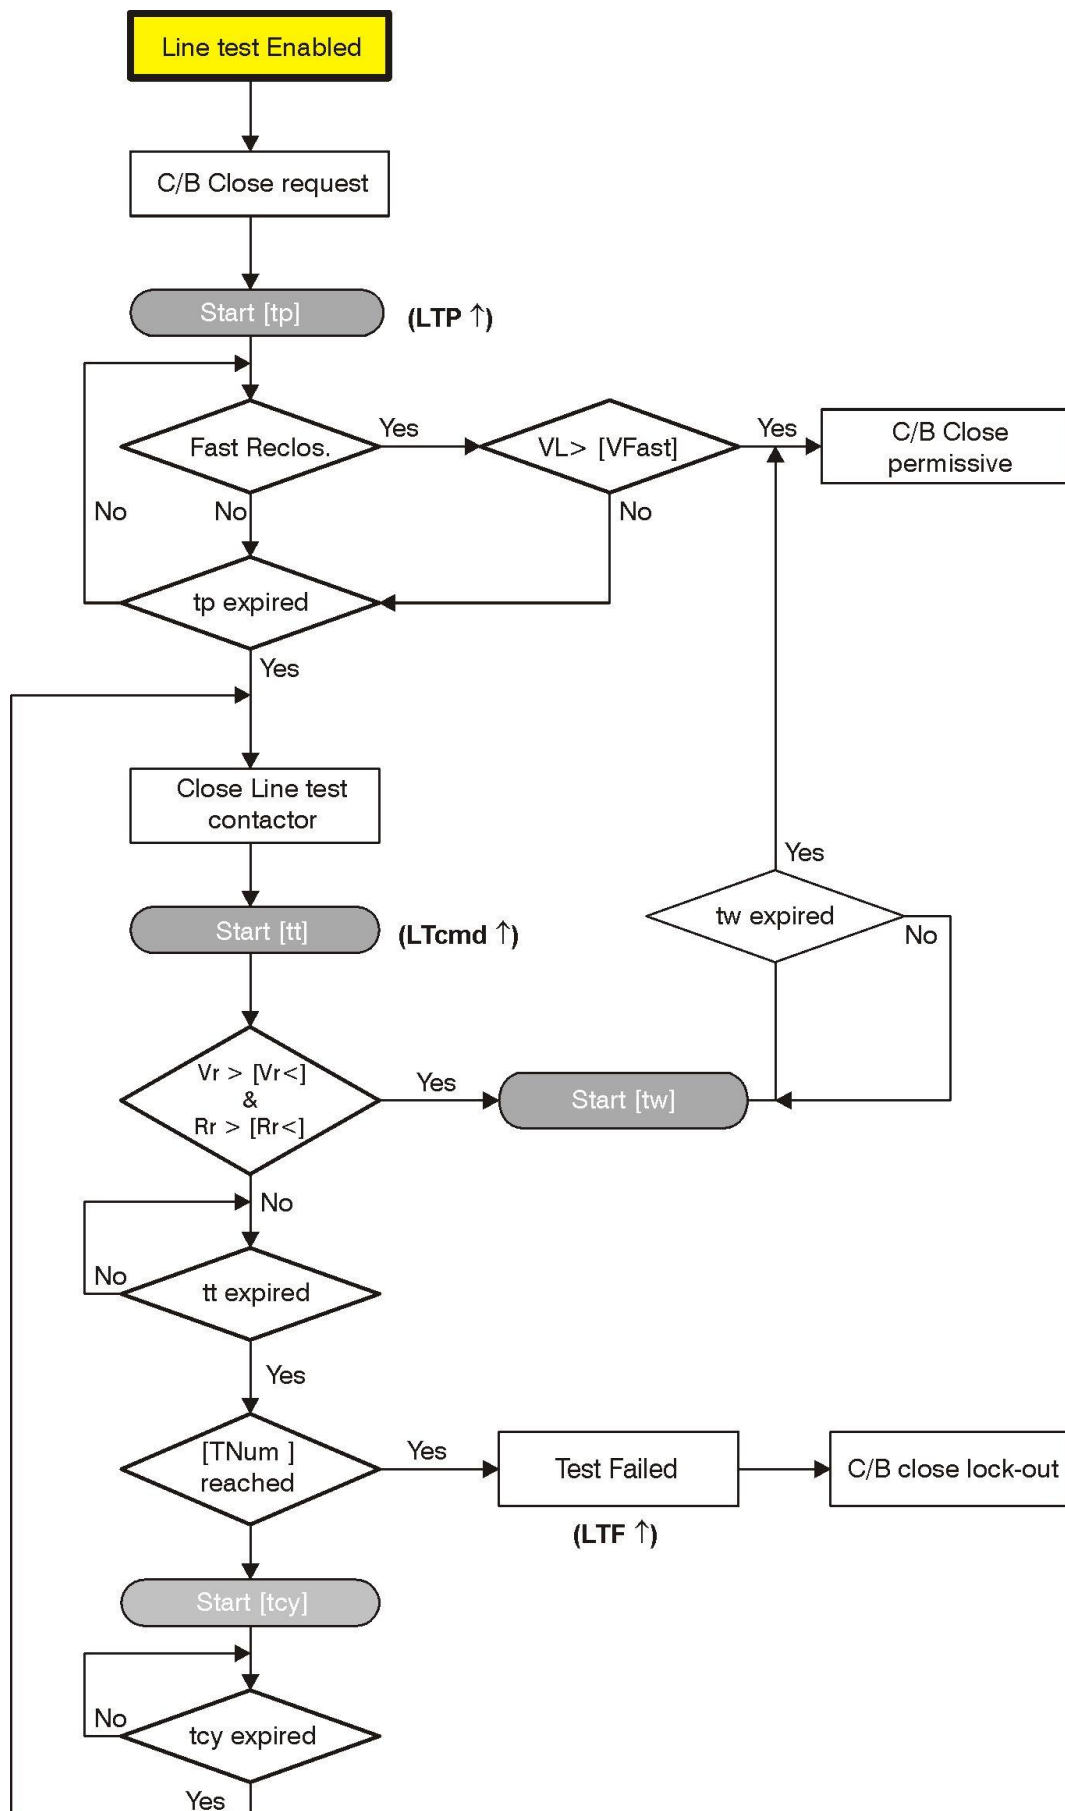 Line test Enabled
C/B Close request
Start [tp]
(LTP ↑)
Fast Reclos.
Yes
VL> [VFast]
Yes
C/B Close
permissive
No
No
No
tp expired
Yes
Close Line test
contactor
Yes
tw expired
No
Start [tt]
(LTcmd ↑)
Vr > [Vr<]
&
Rr > [Rr<]
Yes
Start [tw]
No
No
tt expired
Yes
[TNum ]
reached
Yes
Test Failed
C/B close lock-out
(LTF ↑)
Start [tcy]
No
tcy expired
Yes